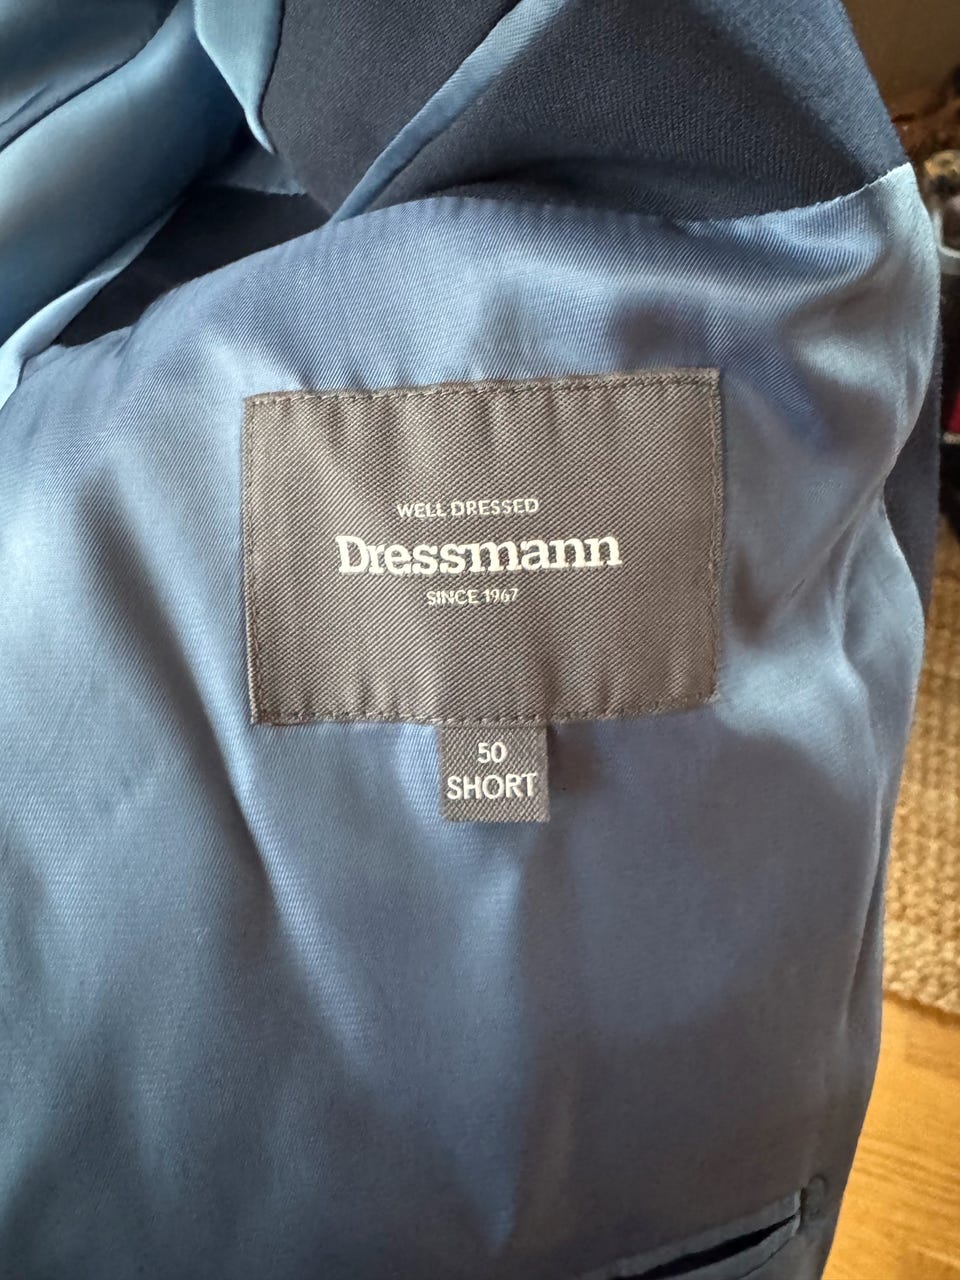 WELL DRESSED
Dressmann
SINCE 1967
50
SHORT